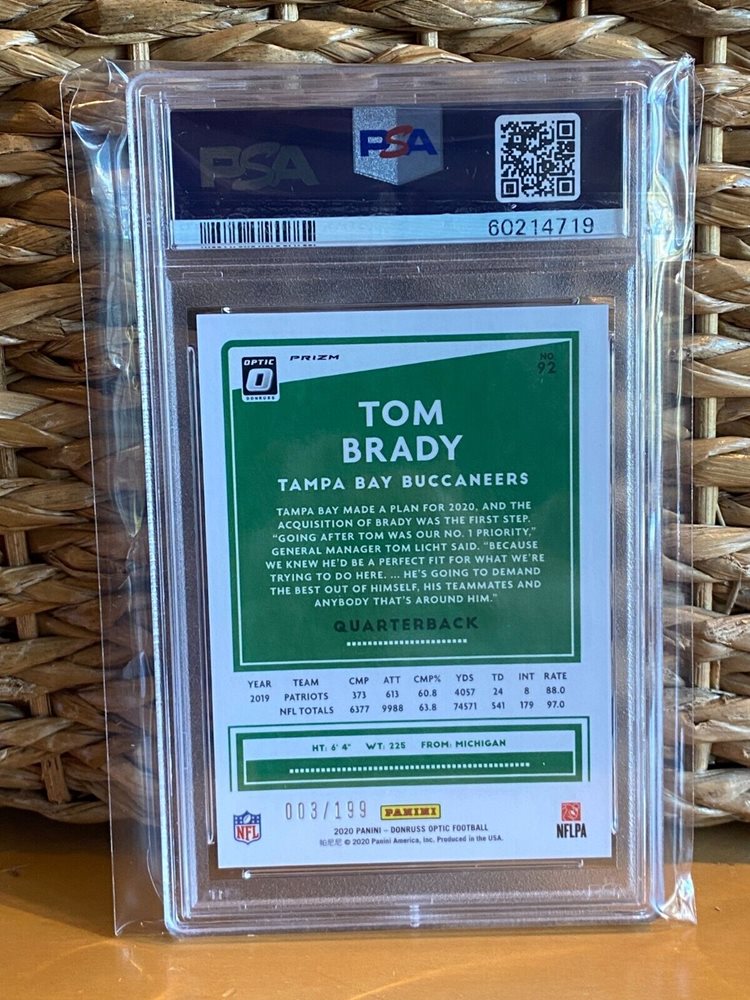 PSA
PSA
60214719
OPTIC
DONRUSS
PRIZM
NO.
92
TOM
BRADY
TAMPA BAY BUCCANEERS
TAMPA BAY MADE A PLAN FOR 2020, AND THE
ACQUISITION OF BRADY WAS THE FIRST STEP.
"GOING AFTER TOM WAS OUR NO. 1 PRIORITY,"
GENERAL MANAGER TOM LICHT SAID. "BECAUSE
WE KNEW HE'D BE A PERFECT FIT FOR WHAT WE'RE
TRYING TO DO HERE. ... HE'S GOING TO DEMAND
THE BEST OUT OF HIMSELF, HIS TEAMMATES AND
ANYBODY THAT'S AROUND HIM."
QUARTERBACK
YEAR TEAM CMP ATT CMP% YDS TD INT RATE
2019 PATRIOTS 373 613 60.8 4057 24 8 88.0
NFL TOTALS 6377 9988 63.8 74571 541 179 97.0
HT: 6' 4" WT: 225 FROM: MICHIGAN
003/199 PANINI
NFL
NFLPA
2020 PANINI – DONRUSS OPTIC FOOTBALL
帕尼尼 © 2020 Panini America, Inc. Produced in the USA.